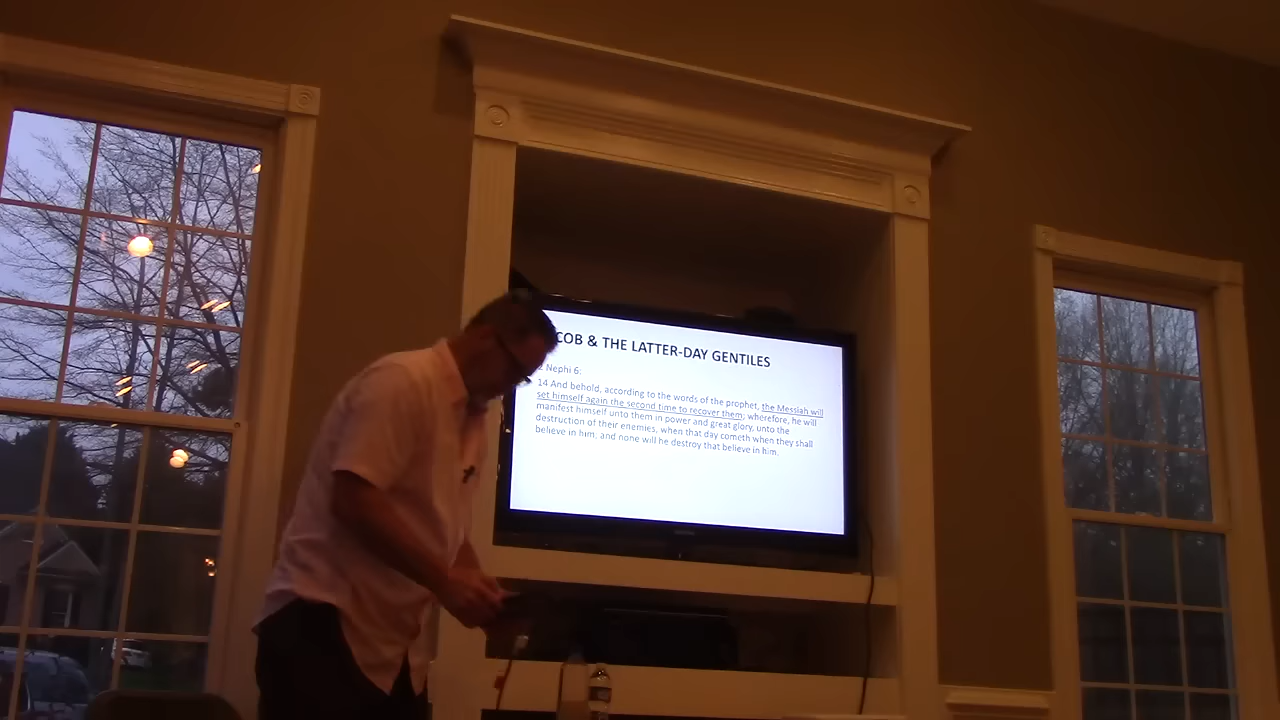 COB & THE LATTER-DAY GENTILES
2 Nephi 6:
14 And behold, according to the words of the prophet, the Messiah will
set himself again the second time to recover them; wherefore, he will
manifest himself unto them in power and great glory, unto the
destruction of their enemies, when that day cometh when they shall
believe in him, and none will he destroy that believe in him.